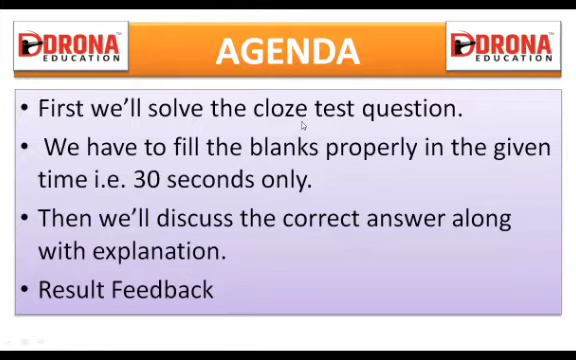 DRONA
EDUCATION
AGENDA
DRONA
EDUCATION
• First we'll solve the cloze test question.
• We have to fill the blanks properly in the given
time i.e. 30 seconds only.
• Then we'll discuss the correct answer along
with explanation.
• Result Feedback